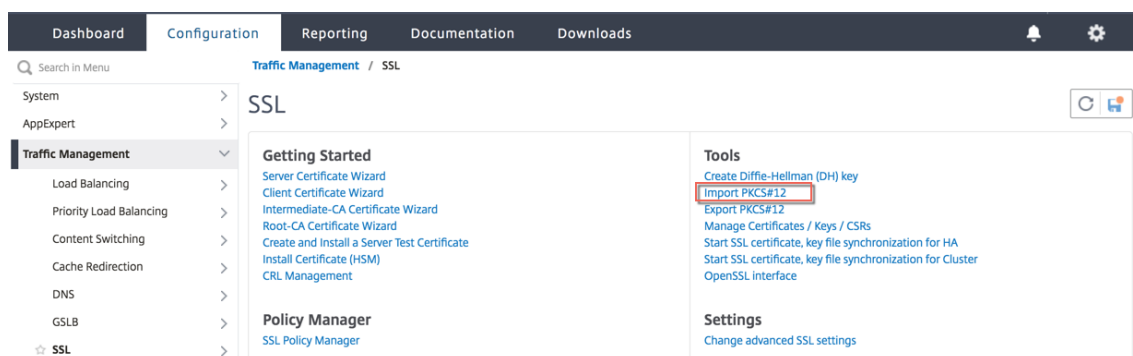 Dashboard Configuration Reporting Documentation Downloads
Search in Menu
Traffic Management / SSL
System
AppExpert
Traffic Management
Load Balancing
Priority Load Balancing
Content Switching
Cache Redirection
DNS
GSLB
SSL
SSL
Getting Started
Server Certificate Wizard
Client Certificate Wizard
Intermediate-CA Certificate Wizard
Root-CA Certificate Wizard
Create and Install a Server Test Certificate
Install Certificate (HSM)
CRL Management
Policy Manager
SSL Policy Manager
Tools
Create Diffie-Hellman (DH) key
Import PKCS#12
Export PKCS#12
Manage Certificates / Keys / CSRs
Start SSL certificate, key file synchronization for HA
Start SSL certificate, key file synchronization for Cluster
OpenSSL interface
Settings
Change advanced SSL settings